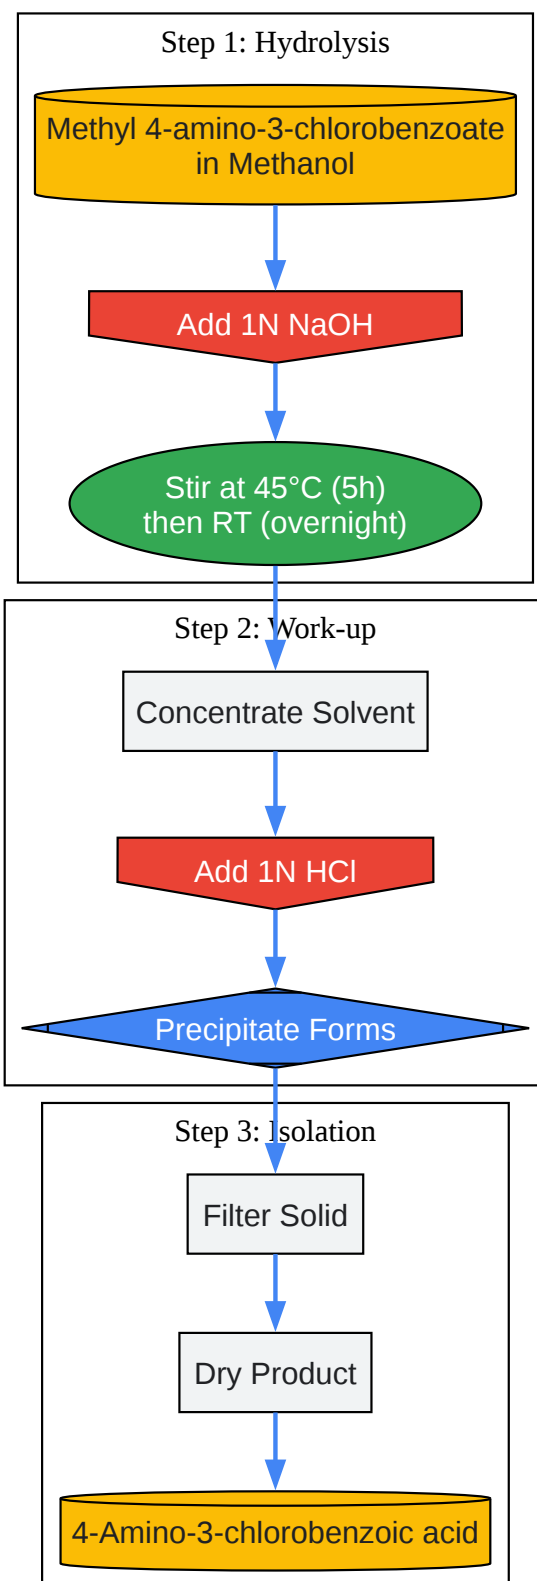 Step 1: Hydrolysis
Methyl 4-amino-3-chlorobenzoate
in Methanol
Add 1N NaOH
Stir at 45°C (5h)
then RT (overnight)
Step 2: Work-up
Concentrate Solvent
Add 1N HCl
Precipitate Forms
Step 3: Isolation
Filter Solid
Dry Product
4-Amino-3-chlorobenzoic acid